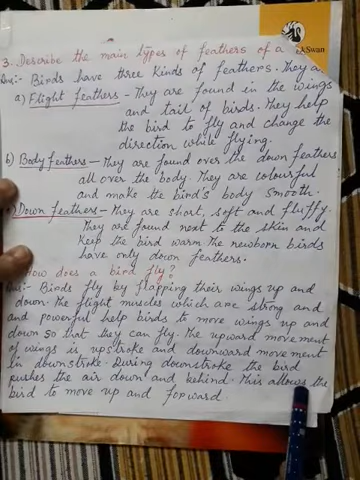 ckSwan
3. Describe the main types of feathers of a
Ans:- Birds have three kinds of feathers. They a
a) Flight feathers - They are found in the wings
and tail of birds. They help
the bird to fly and change the
direction while flying.
b) Body feathers - They are found over the down feathers
all over the body. They are colourful
and make the bird's body smooth.
Down feathers - They are short, soft and fluffy.
They are found next to the skin and
Keep the bird warm. The newborn birds
have only down feathers.
How does a bird fly?
Ans:- Birds fly by flapping their wings up and
down. The flight muscles which are strong and
and powerful help birds to move wings up and
down so that they can fly. The upward movement
of wings is upstroke and downward movement
in downstroke. During downstroke the bird
pushes the air down and behind. This allows the
bird to move up and forward.